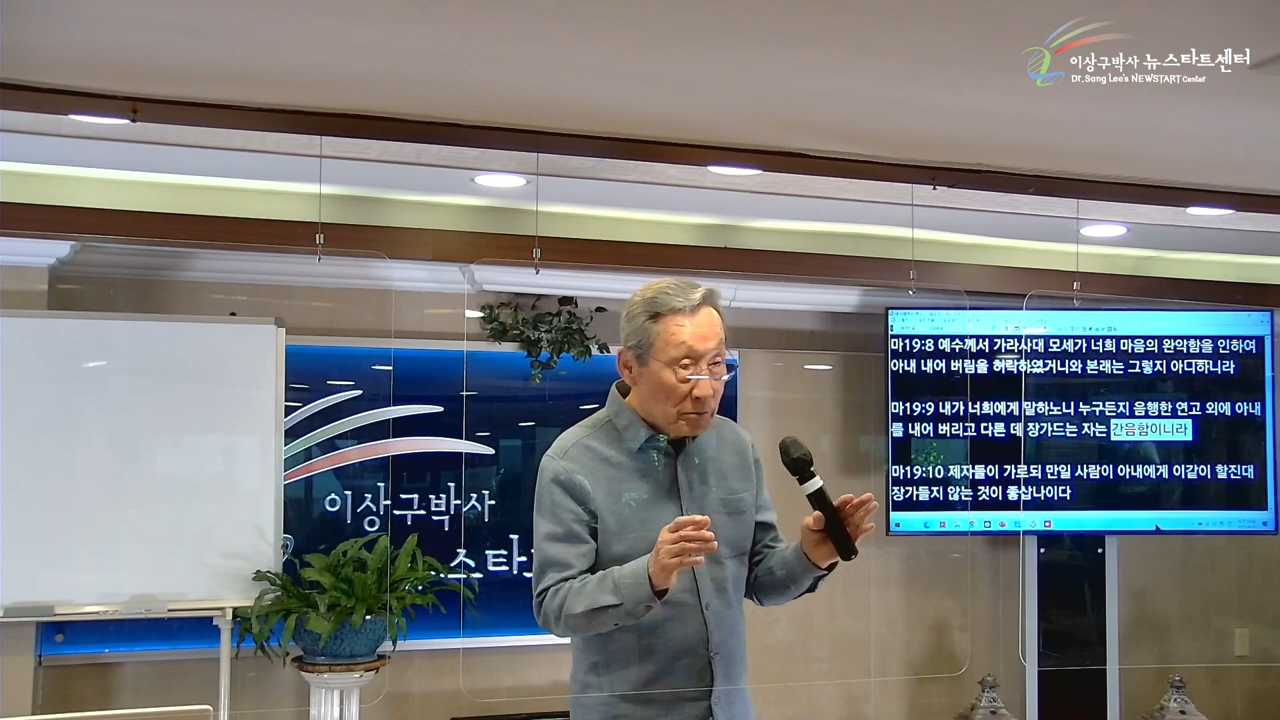 이상구박사 뉴스타트센터
Dr. Sang Lee's NEWSTART Center
마19:8 예수께서 가라사대 모세가 너희 마음의 완악함을 인하여
아내 내어 버림을 허락하였거니와 본래는 그렇지 아디하니라
마19:9 내가 너희에게 말하노니 누구든지 음행한 연고 외에 아내
를 내어 버리고 다른 데 장가드는 자는 간음함이니라
마19:10 제자들이 가로되 만일 사람이 아내에게 이같이 할진대
장가들지 않는 것이 좋삽나이다
이상구박사
스타